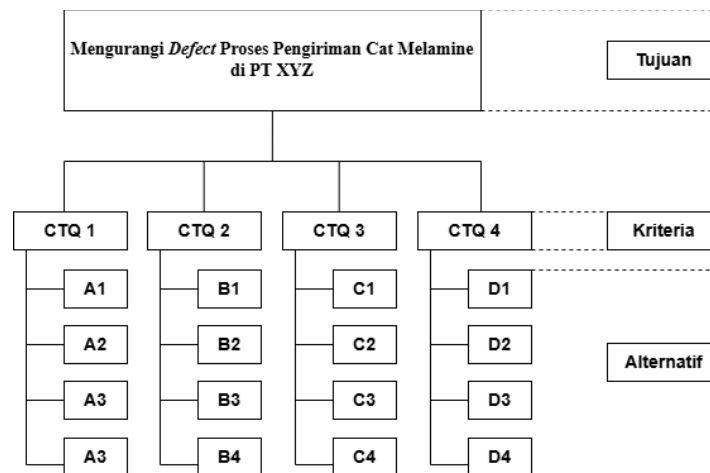 Mengurangi Defect Proses Pengiriman Cat Melamine
di PT XYZ
Tujuan
CTQ 1
CTQ 2
CTQ 3
CTQ 4
Kriteria
A1
B1
C1
D1
A2
B2
C2
D2
Alternatif
A3
B3
C3
D3
A3
B4
C4
D4